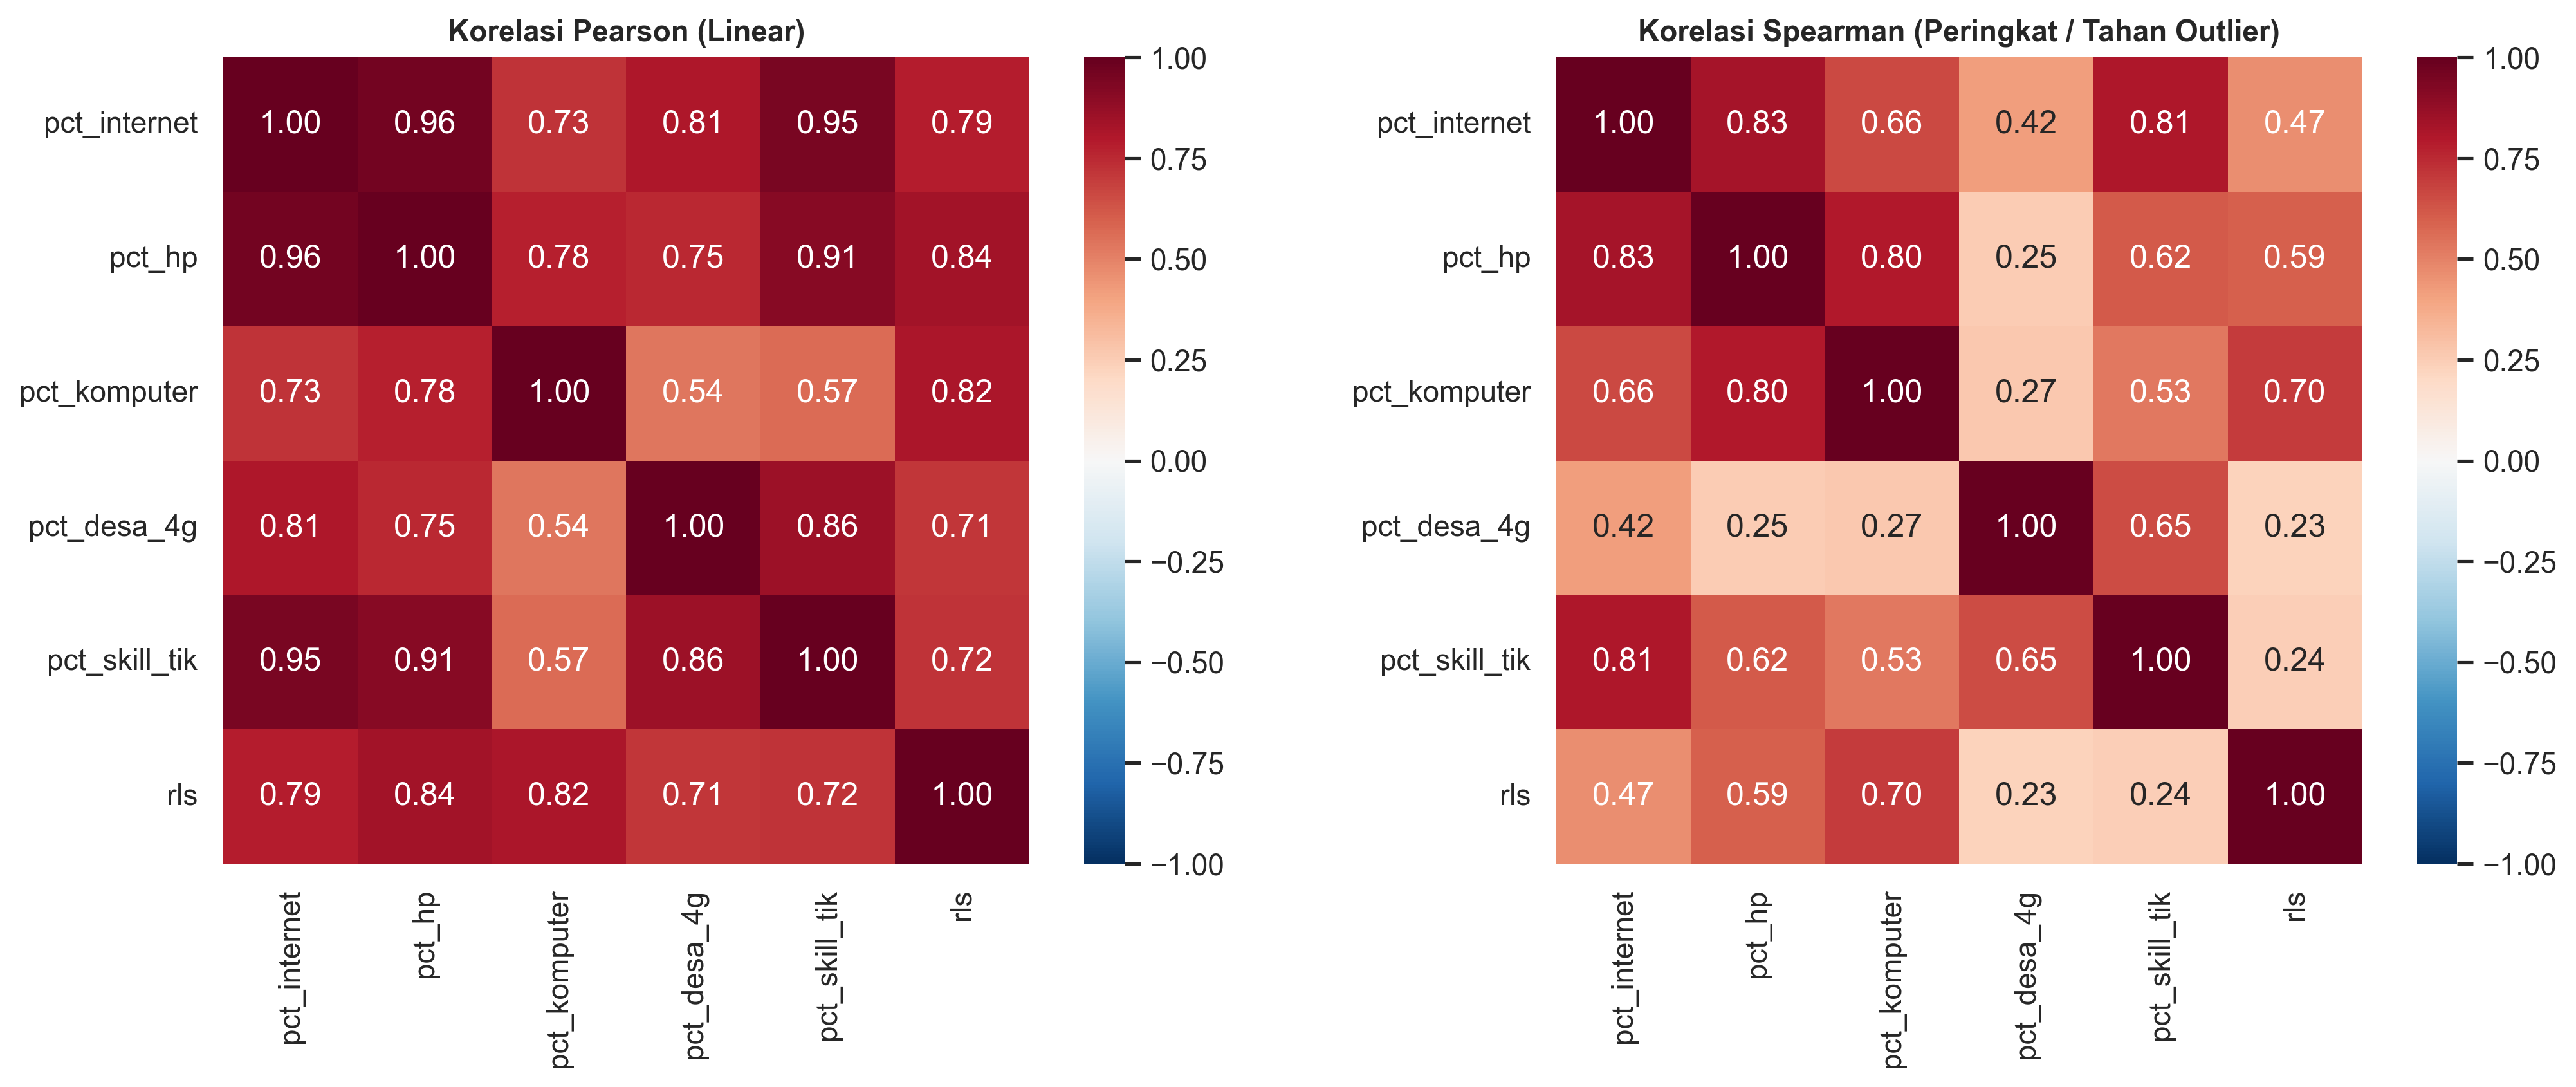 Korelasi Pearson (Linear)
pct_internet 1.00 0.96 0.73 0.81 0.95 0.79
pct_hp 0.96 1.00 0.78 0.75 0.91 0.84
pct_komputer 0.73 0.78 1.00 0.54 0.57 0.82
pct_desa_4g 0.81 0.75 0.54 1.00 0.86 0.71
pct_skill_tik 0.95 0.91 0.57 0.86 1.00 0.72
rls 0.79 0.84 0.82 0.71 0.72 1.00
pct_internet pct_hp pct_komputer pct_desa_4g pct_skill_tik rls
1.00
0.75
0.50
0.25
0.00
−0.25
−0.50
−0.75
−1.00
Korelasi Spearman (Peringkat / Tahan Outlier)
pct_internet 1.00 0.83 0.66 0.42 0.81 0.47
pct_hp 0.83 1.00 0.80 0.25 0.62 0.59
pct_komputer 0.66 0.80 1.00 0.27 0.53 0.70
pct_desa_4g 0.42 0.25 0.27 1.00 0.65 0.23
pct_skill_tik 0.81 0.62 0.53 0.65 1.00 0.24
rls 0.47 0.59 0.70 0.23 0.24 1.00
pct_internet pct_hp pct_komputer pct_desa_4g pct_skill_tik rls
1.00
0.75
0.50
0.25
0.00
−0.25
−0.50
−0.75
−1.00